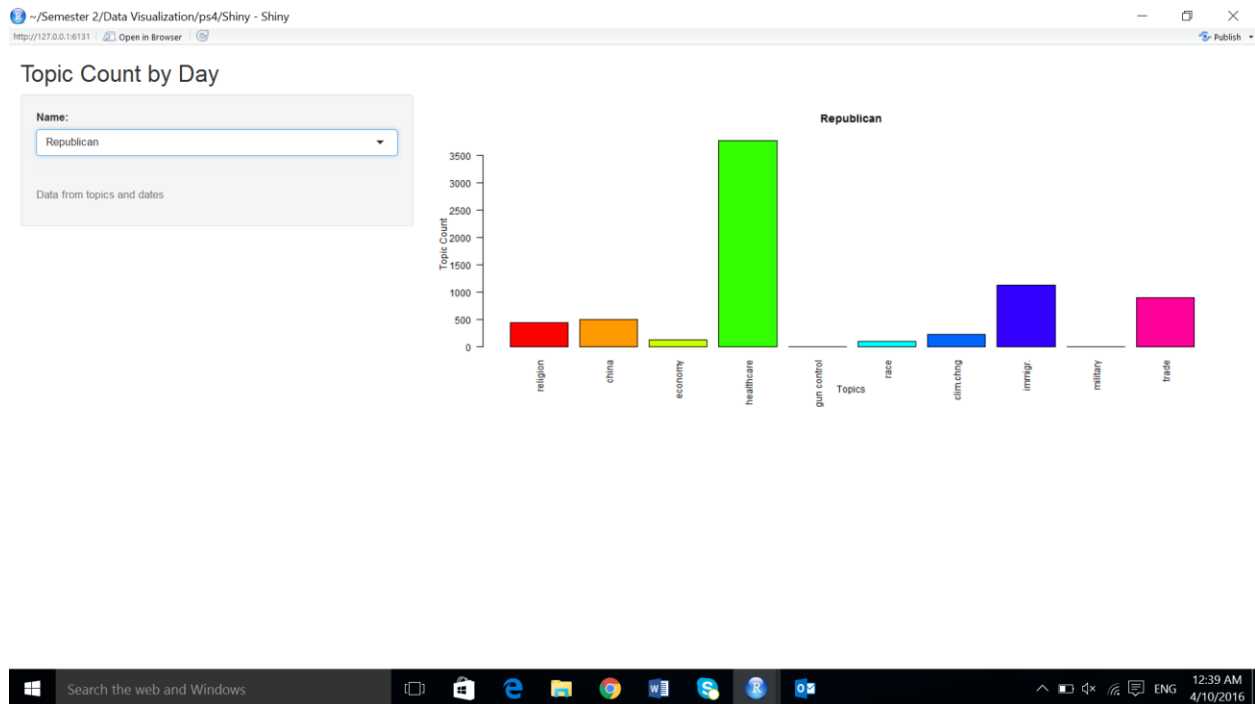 ~/Semester 2/Data Visualization/ps4/Shiny - Shiny
http://127.0.0.1:6131 Open in Browser Publish
Topic Count by Day
Name:
Republican
Data from topics and dates
Republican
Topic Count
3500
3000
2500
2000
1500
1000
500
0
religion
china
economy
healthcare
gun control
race
clim.chng
immigr.
military
trade
Topics
Search the web and Windows
ENG
12:39 AM
4/10/2016